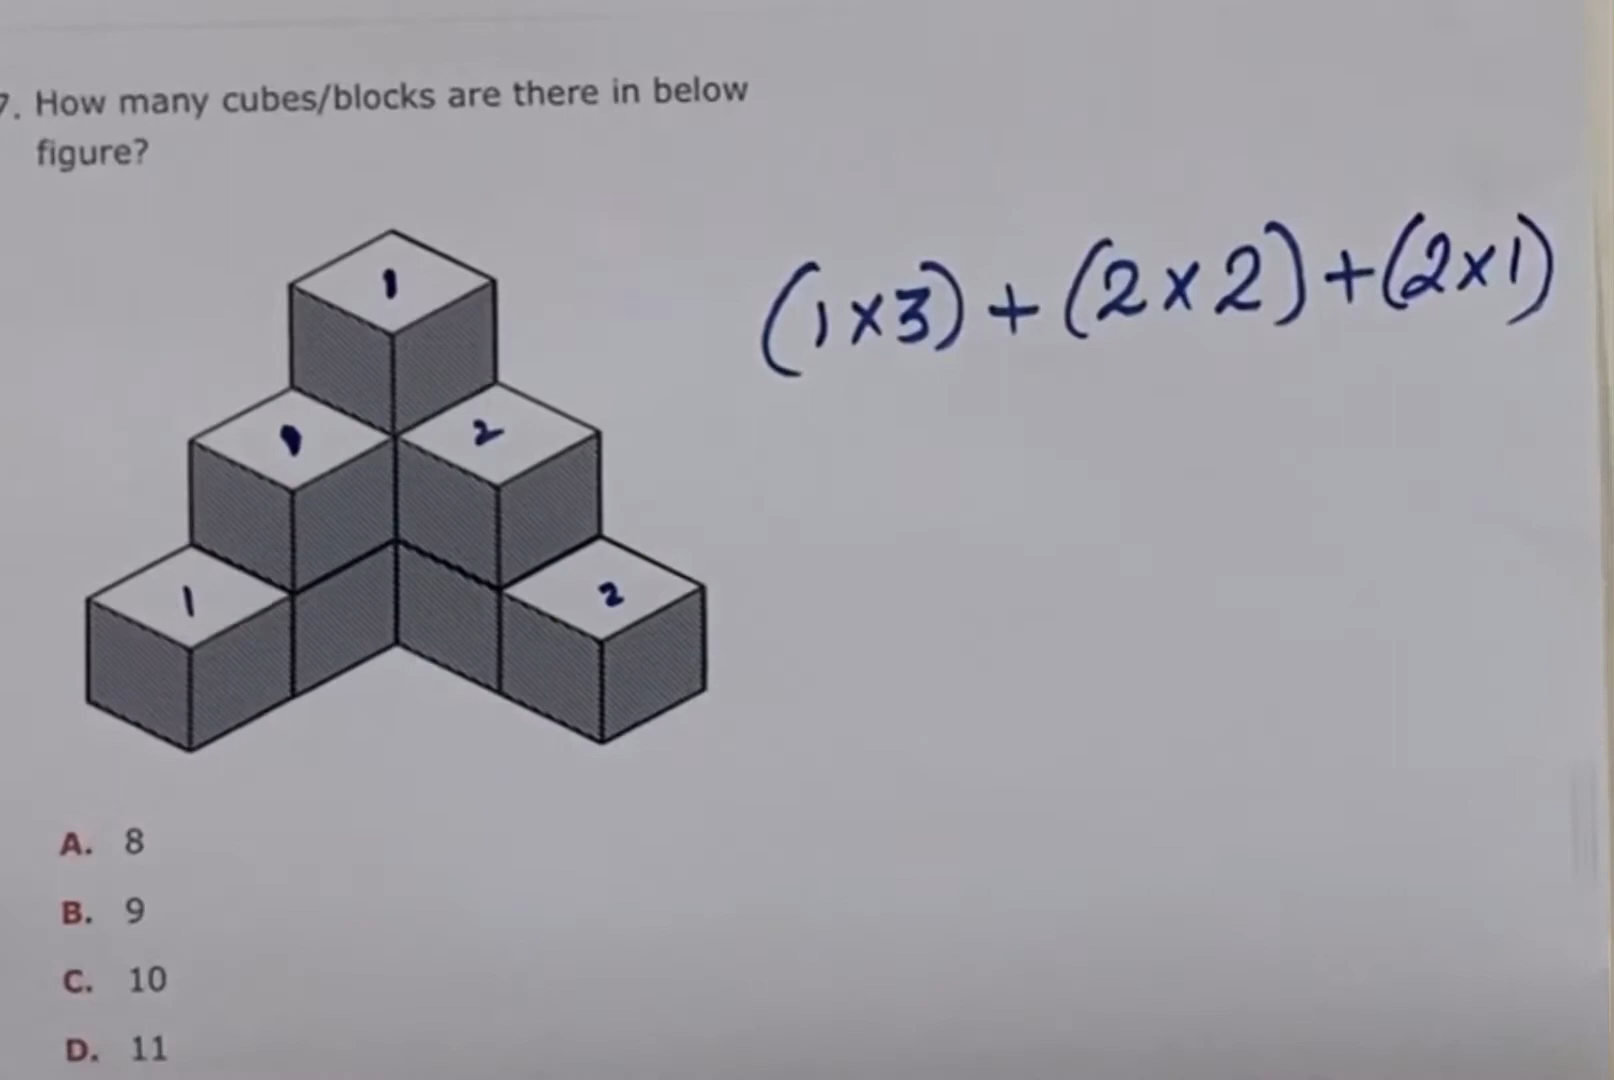 7. How many cubes/blocks are there in below
figure?
(1×3)+(2×2)+(2×1)
1
2
1
2
A. 8
B. 9
C. 10
D. 11